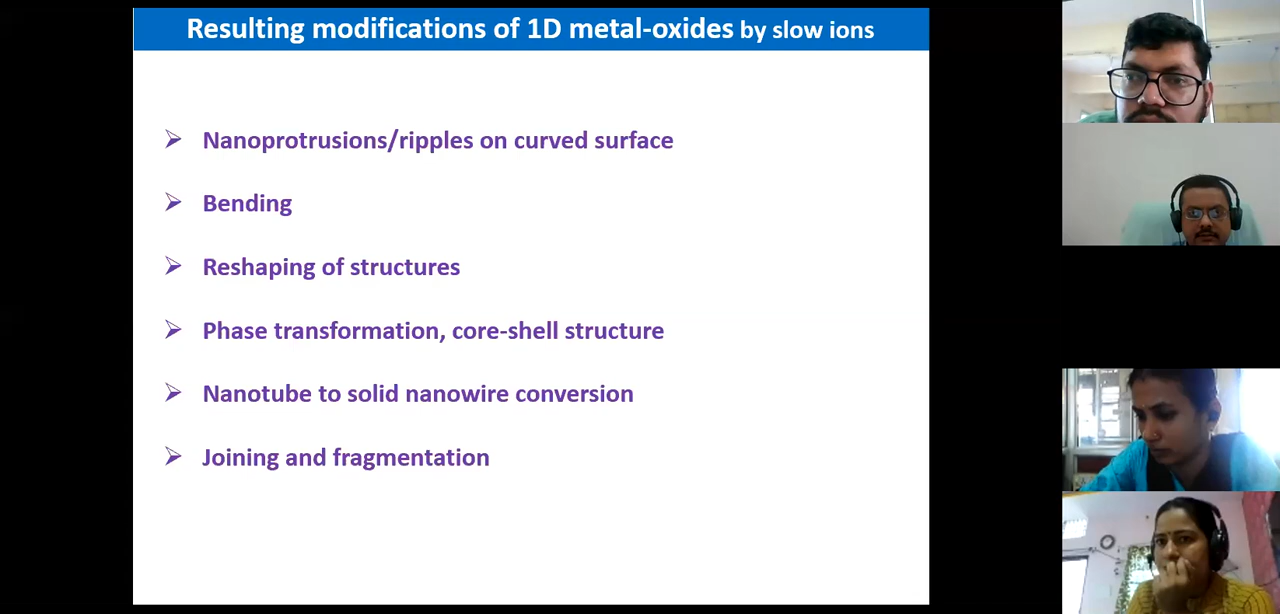 Resulting modifications of 1D metal-oxides by slow ions
Nanoprotrusions/ripples on curved surface
Bending
Reshaping of structures
Phase transformation, core-shell structure
Nanotube to solid nanowire conversion
Joining and fragmentation